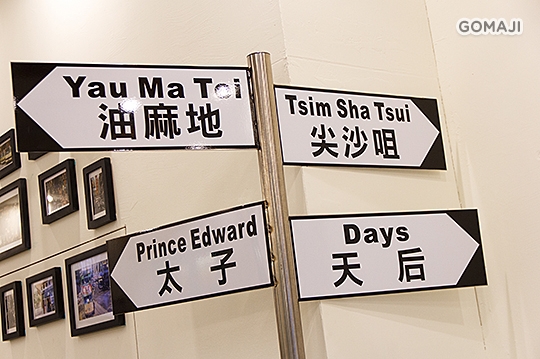 GOMAJI
Yau Ma Tei
油麻地
Tsim Sha Tsui
尖沙咀
Prince Edward
太子
Days
天后